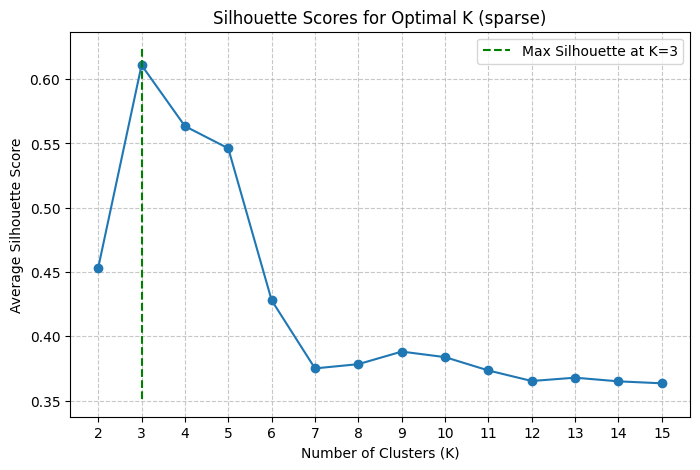 Silhouette Scores for Optimal K (sparse)
Max Silhouette at K=3
Average Silhouette Score
0.60
0.55
0.50
0.45
0.40
0.35
2 3 4 5 6 7 8 9 10 11 12 13 14 15
Number of Clusters (K)